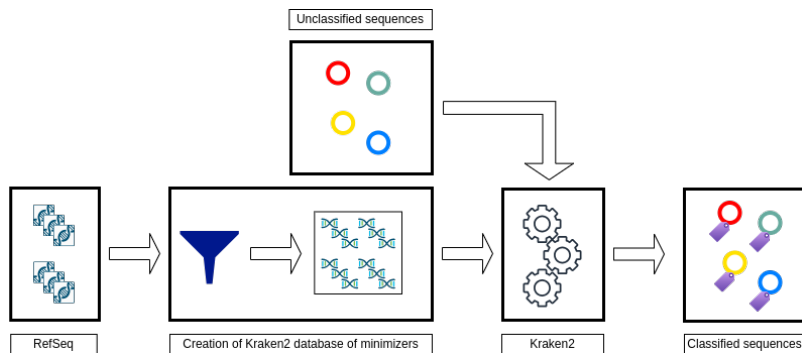 Unclassified sequences
RefSeq
Creation of Kraken2 database of minimizers
Kraken2
Classified sequences